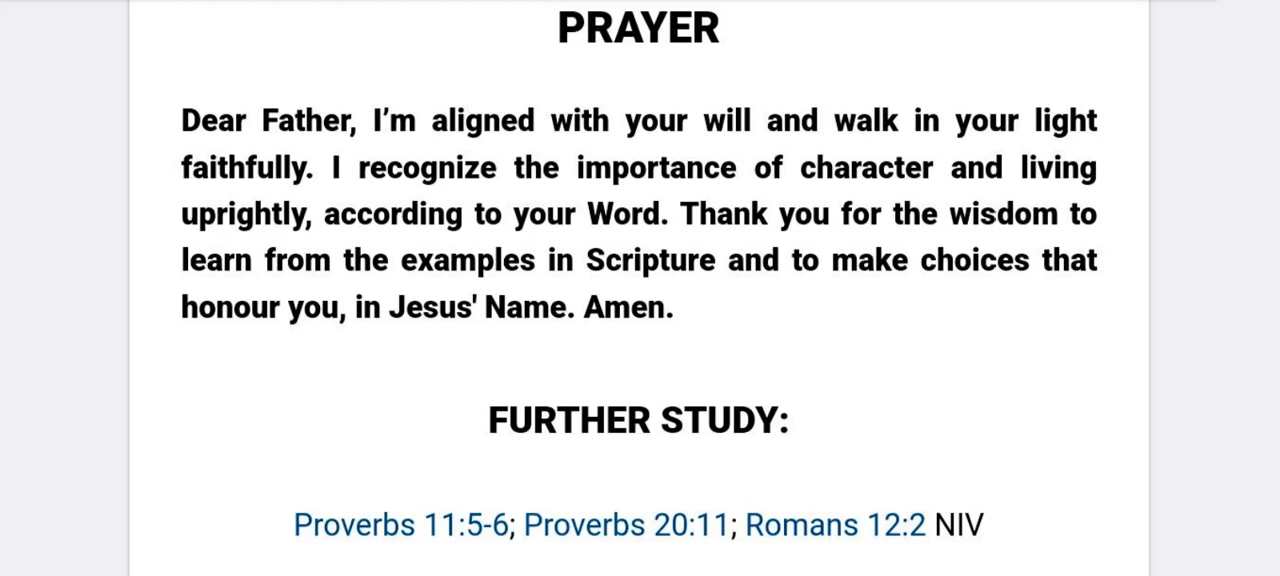 PRAYER
Dear Father, I’m aligned with your will and walk in your light
faithfully. I recognize the importance of character and living
uprightly, according to your Word. Thank you for the wisdom to
learn from the examples in Scripture and to make choices that
honour you, in Jesus' Name. Amen.
FURTHER STUDY:
Proverbs 11:5-6; Proverbs 20:11; Romans 12:2 NIV